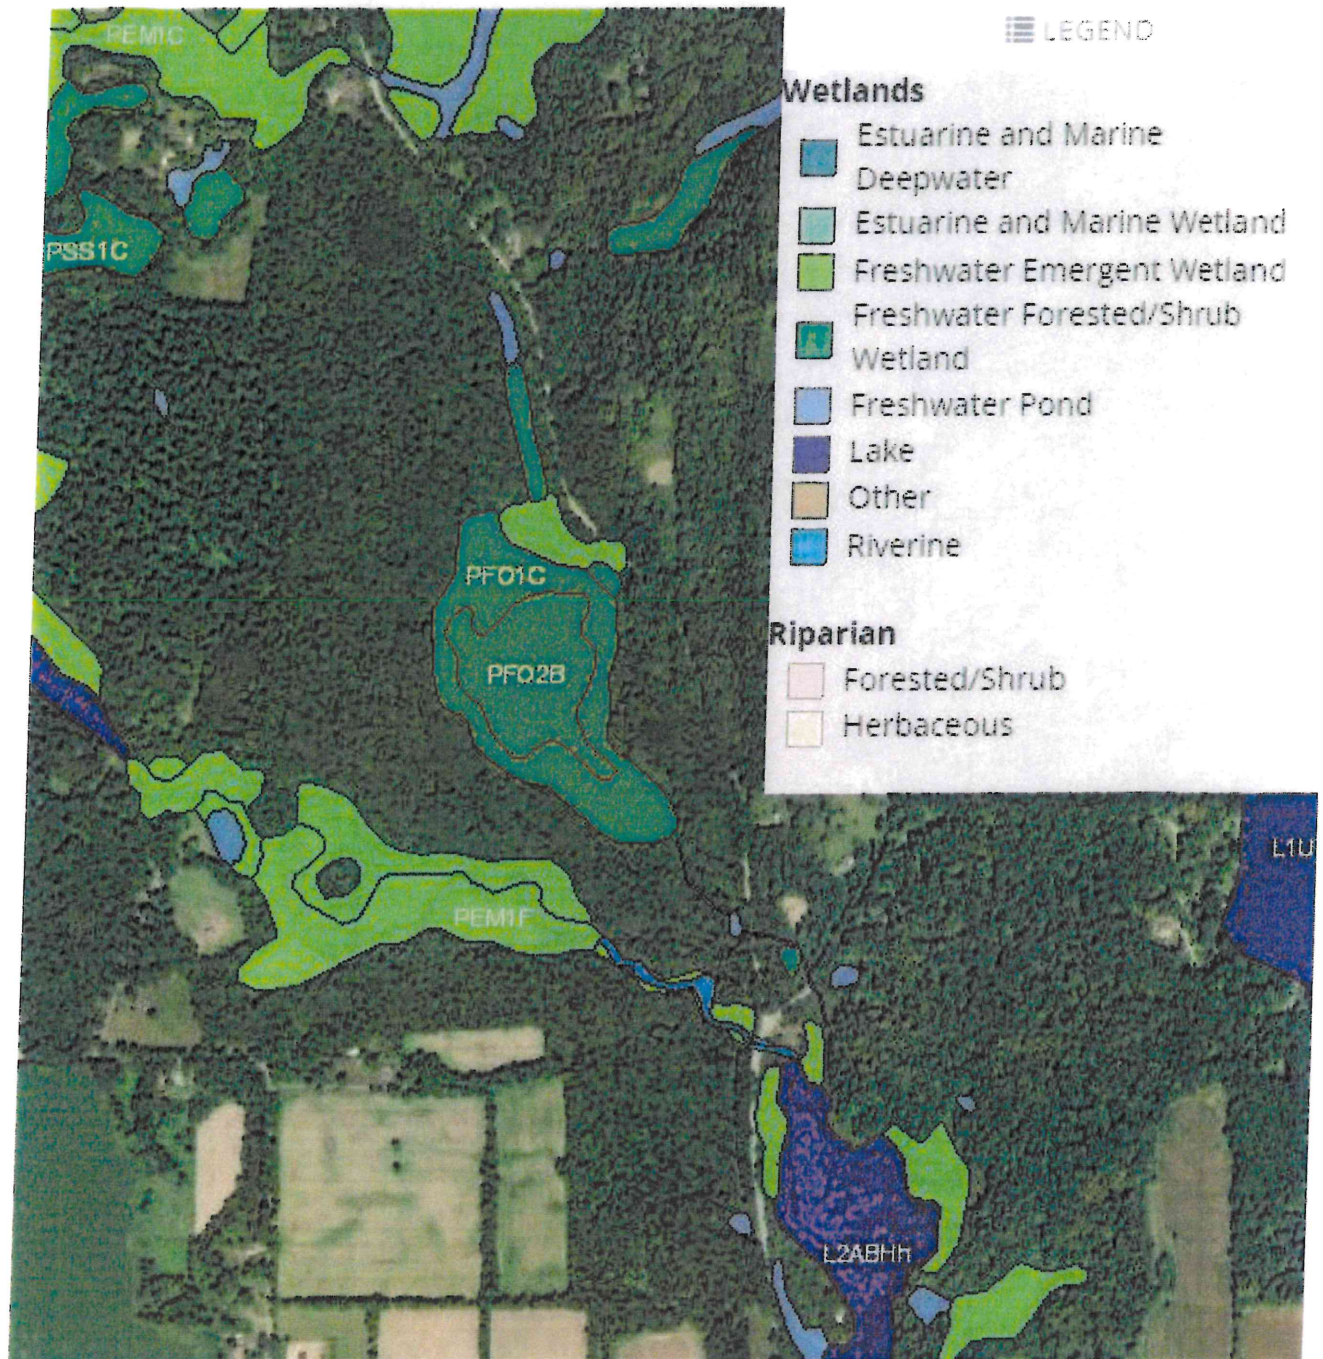 PEM1C
LEGEND
Wetlands
Estuarine and Marine
Deepwater
Estuarine and Marine Wetland
Freshwater Emergent Wetland
Freshwater Forested/Shrub
Wetland
Freshwater Pond
Lake
Other
Riverine
Riparian
Forested/Shrub
Herbaceous
PSS1C
PFO1C
PFO2B
L1U
PEM1F
L2ABHh